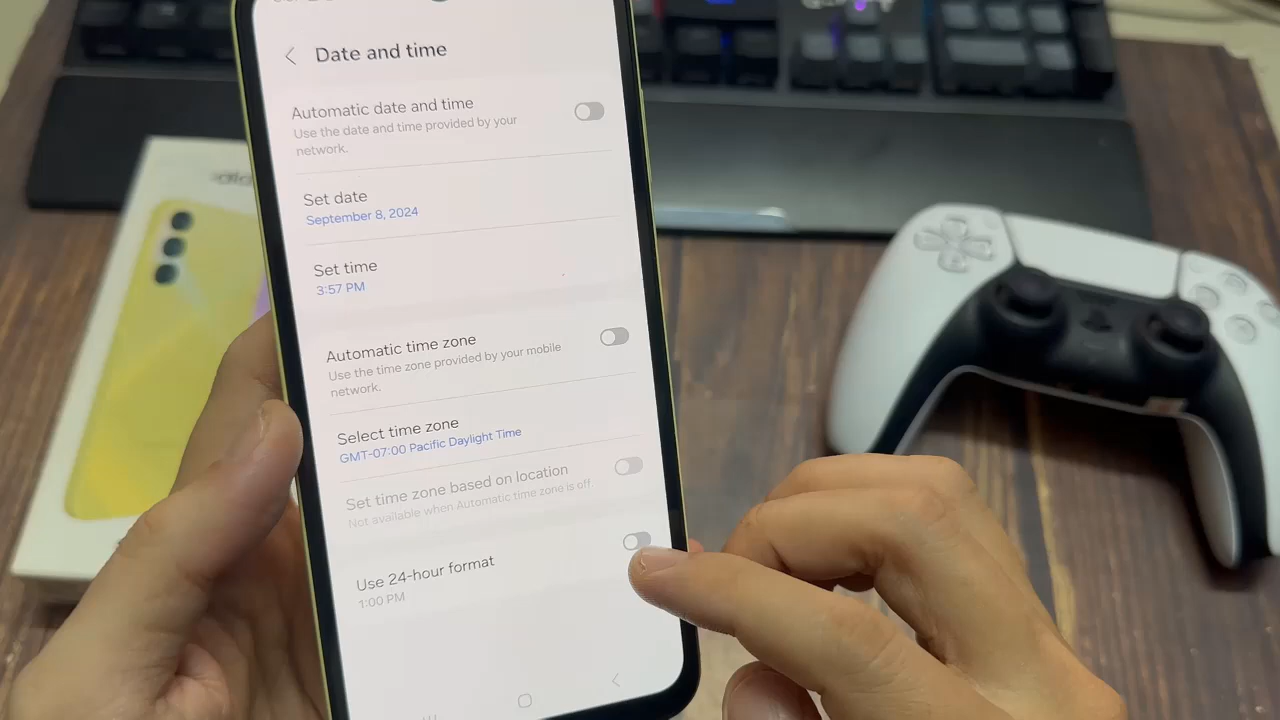 Date and time
Automatic date and time
Use the date and time provided by your
network.
Set date
September 8, 2024
Set time
3:57 PM
Automatic time zone
Use the time zone provided by your mobile
network.
Select time zone
GMT-07:00 Pacific Daylight Time
Set time zone based on location
Not available when Automatic time zone is off.
Use 24-hour format
1:00 PM